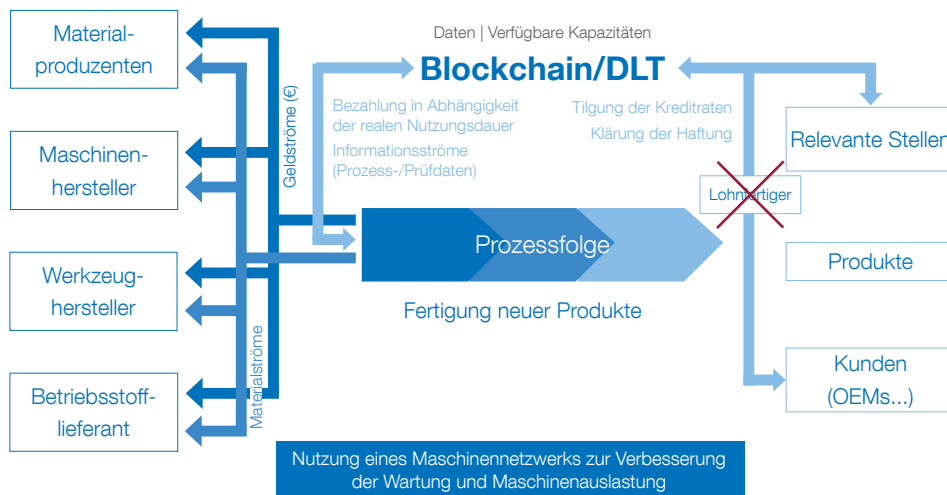 Material-
produzenten
Maschinen-
hersteller
Werkzeug-
hersteller
Betriebsstoff-
lieferant
Geldströme (€)
Materialströme
Daten | Verfügbare Kapazitäten
Blockchain/DLT
Bezahlung in Abhängigkeit
der realen Nutzungsdauer
Informationsströme
(Prozess-/Prüfdaten)
Tilgung der Kreditraten
Klärung der Haftung
Prozessfolge
Fertigung neuer Produkte
Lohnfertiger
Relevante Stellen
Produkte
Kunden
(OEMs...)
Nutzung eines Maschinennetzwerks zur Verbesserung
der Wartung und Maschinenauslastung